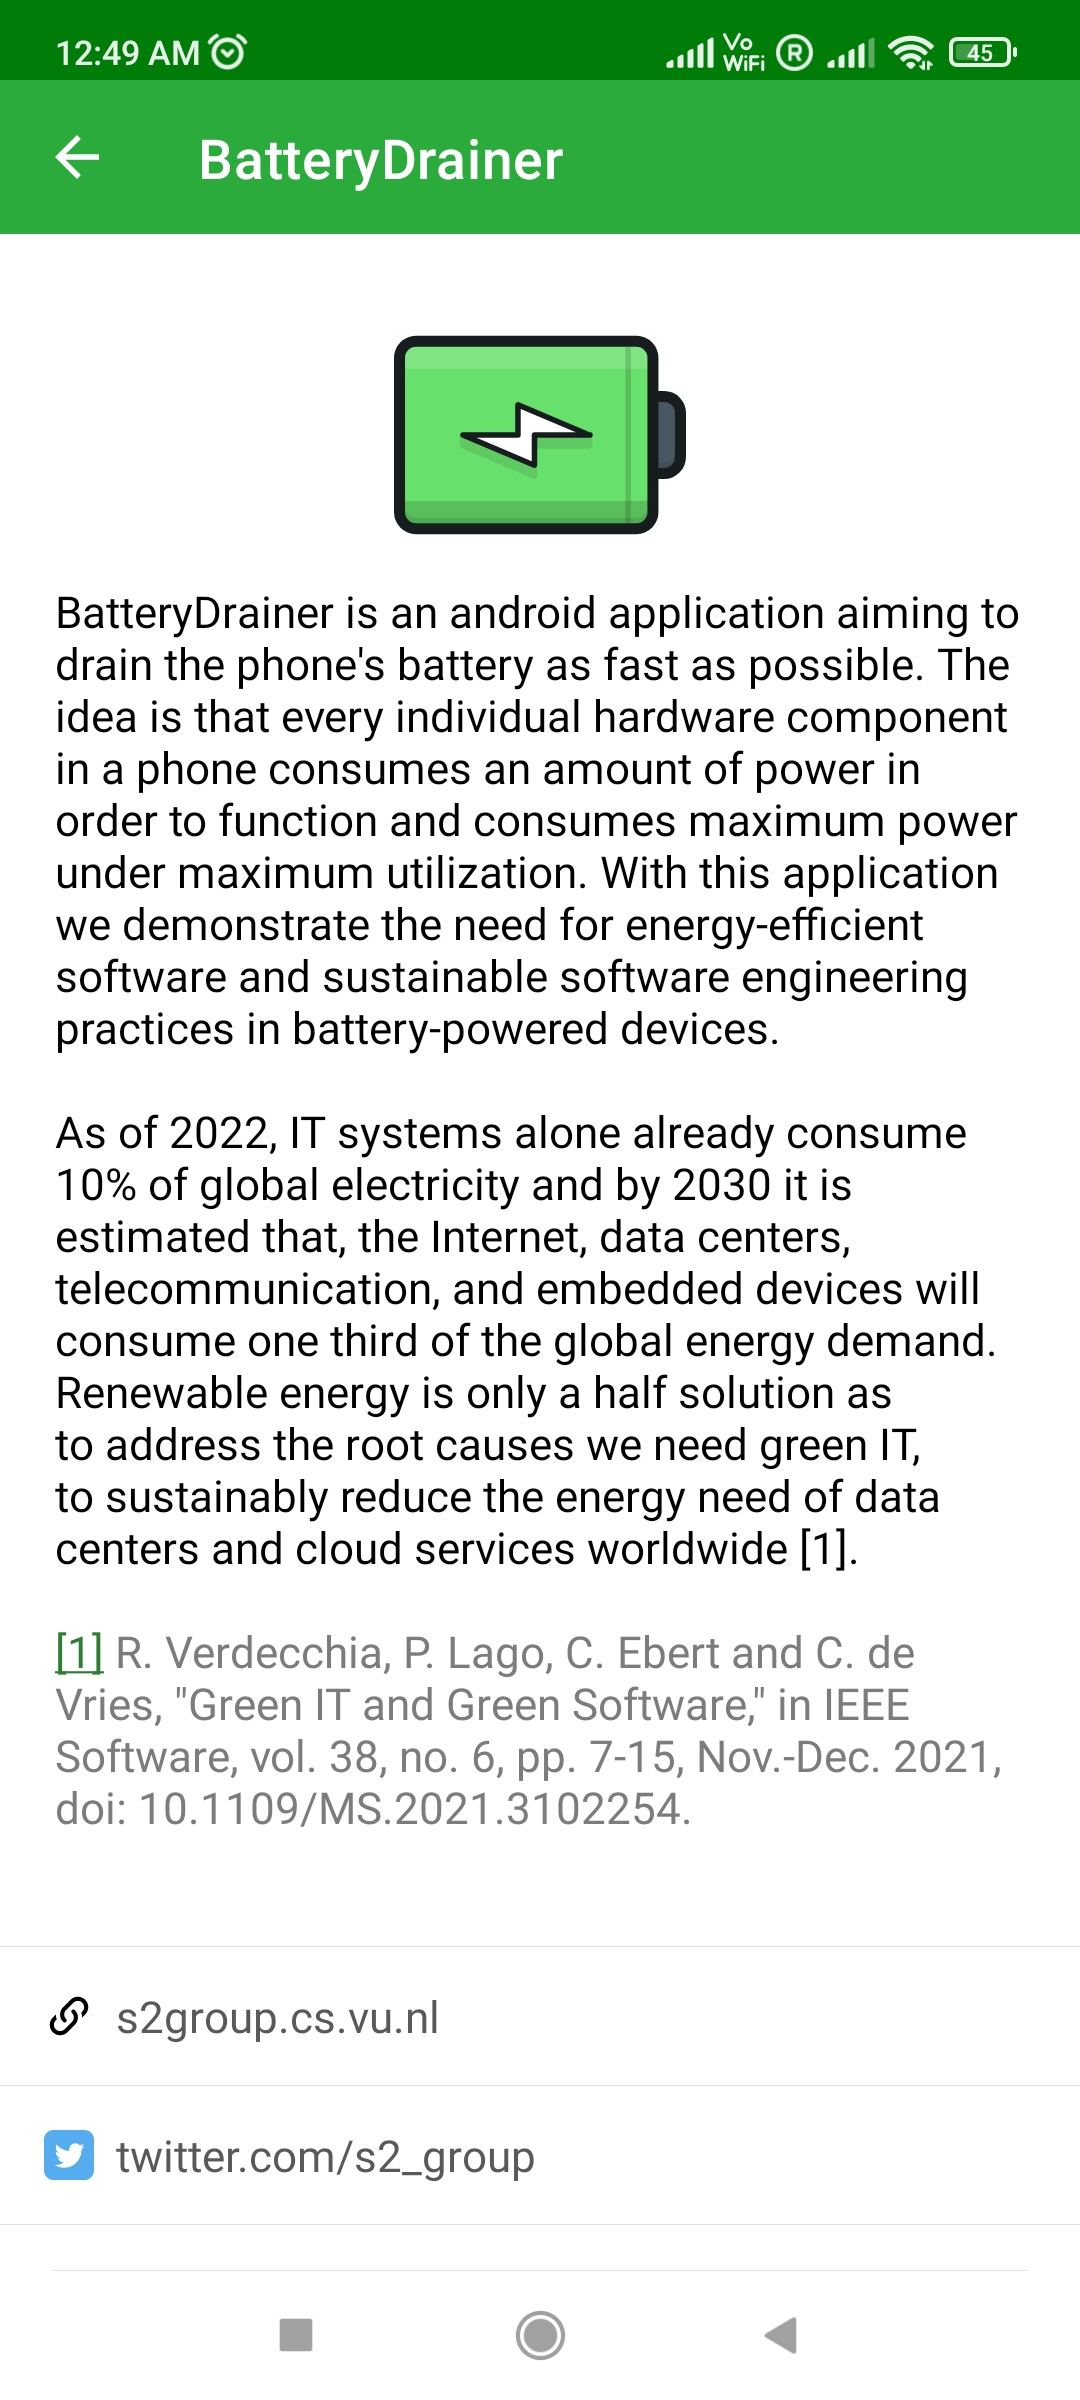 12:49 AM
Vo
WiFi
R
45
BatteryDrainer
BatteryDrainer is an android application aiming to
drain the phone's battery as fast as possible. The
idea is that every individual hardware component
in a phone consumes an amount of power in
order to function and consumes maximum power
under maximum utilization. With this application
we demonstrate the need for energy-efficient
software and sustainable software engineering
practices in battery-powered devices.
As of 2022, IT systems alone already consume
10% of global electricity and by 2030 it is
estimated that, the Internet, data centers,
telecommunication, and embedded devices will
consume one third of the global energy demand.
Renewable energy is only a half solution as
to address the root causes we need green IT,
to sustainably reduce the energy need of data
centers and cloud services worldwide [1].
[1] R. Verdecchia, P. Lago, C. Ebert and C. de
Vries, "Green IT and Green Software," in IEEE
Software, vol. 38, no. 6, pp. 7-15, Nov.-Dec. 2021,
doi: 10.1109/MS.2021.3102254.
s2group.cs.vu.nl
twitter.com/s2_group